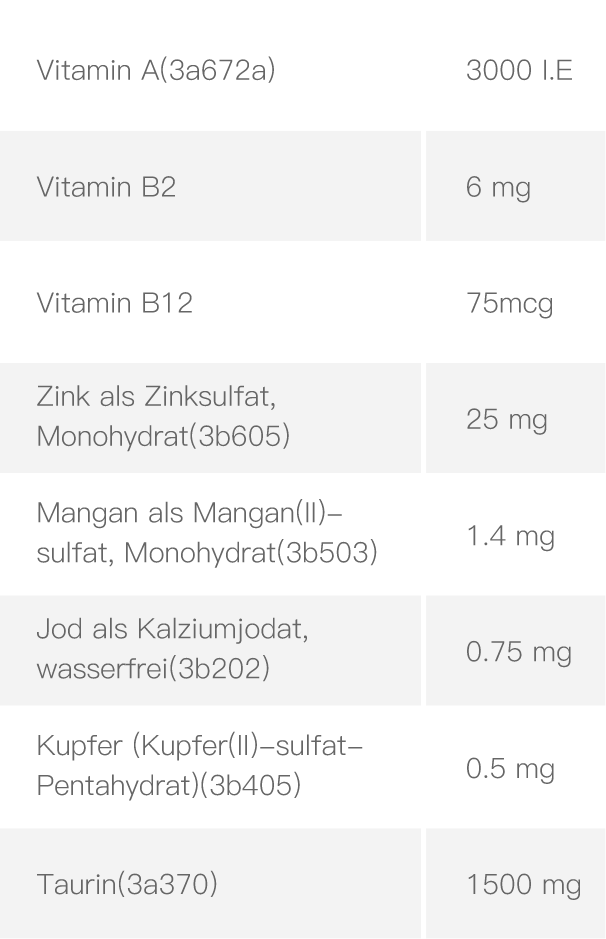 Vitamin A(3a672a) 3000 I.E
Vitamin B2 6 mg
Vitamin B12 75mcg
Zink als Zinksulfat,
Monohydrat(3b605) 25 mg
Mangan als Mangan(II)–
sulfat, Monohydrat(3b503) 1.4 mg
Jod als Kalziumjodat,
wasserfrei(3b202) 0.75 mg
Kupfer (Kupfer(II)–sulfat–
Pentahydrat)(3b405) 0.5 mg
Taurin(3a370) 1500 mg